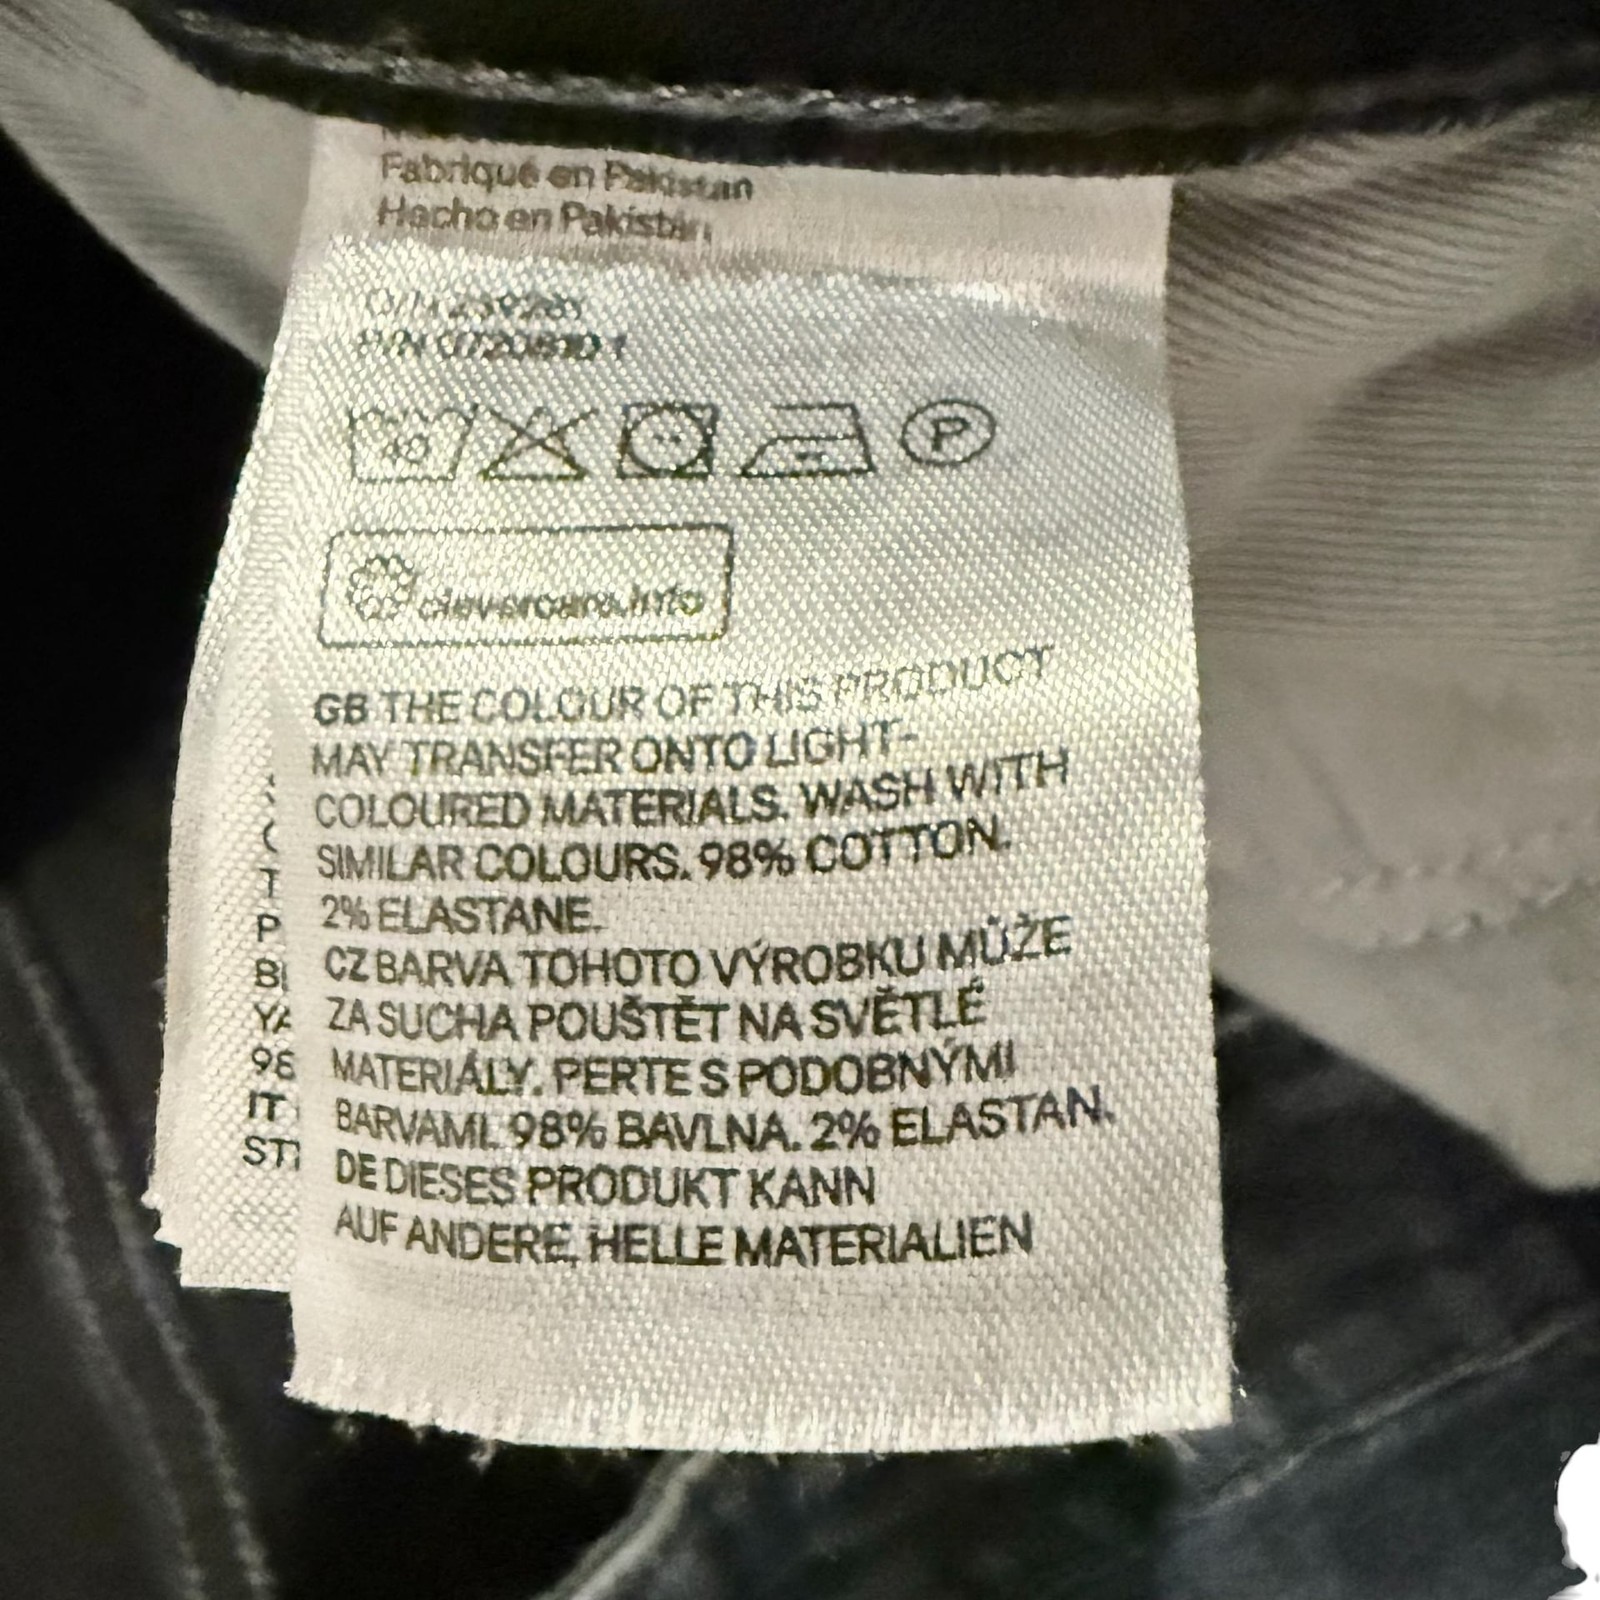 Fabriqué en Pakistan
Hecho en Pakistán
40
P
clevercare.info
GB THE COLOUR OF THIS PRODUCT
MAY TRANSFER ONTO LIGHT-
COLOURED MATERIALS. WASH WITH
SIMILAR COLOURS. 98% COTTON.
2% ELASTANE.
CZ BARVA TOHOTO VÝROBKU MŮŽE
ZA SUCHA POUŠTĚT NA SVĚTLÉ
MATERIÁLY. PERTE S PODOBNÝMI
BARVAMI. 98% BAVLNA. 2% ELASTAN.
DE DIESES PRODUKT KANN
AUF ANDERE, HELLE MATERIALIEN